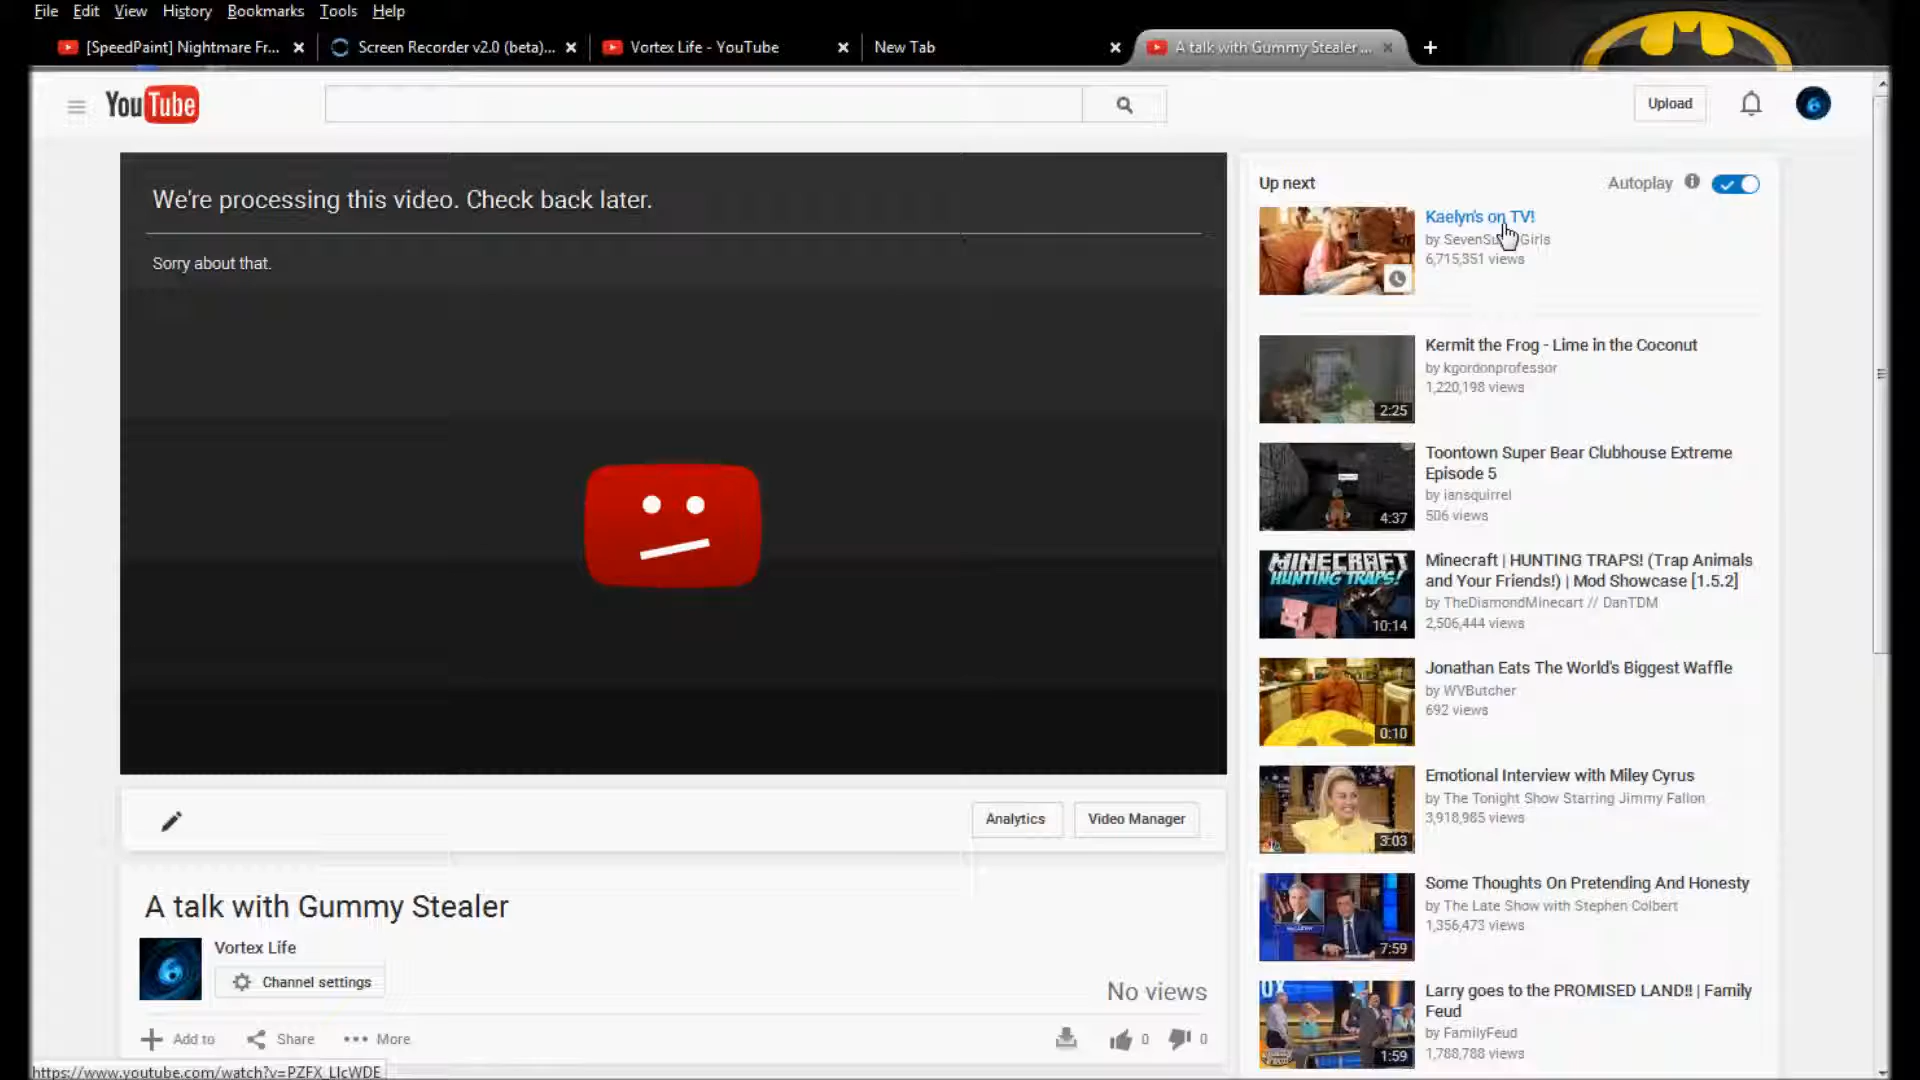 File Edit View History Bookmarks Tools Help
[SpeedPaint] Nightmare Fr...
Screen Recorder v2.0 (beta)...
Vortex Life - YouTube
New Tab
A talk with Gummy Stealer ...
YouTube
Upload
We're processing this video. Check back later.
Sorry about that.
Up next
Autoplay
Kaelyn's on TV!
by Girls
6,715,351 views
Kermit the Frog - Lime in the Coconut
by kgordonprofessor
1,220,198 views
2:25
Toontown Super Bear Clubhouse Extreme
Episode 5
by iansquirrel
506 views
4:37
MINECRAFT
HUNTING TRAPS!
10:14
Minecraft | HUNTING TRAPS! (Trap Animals
and Your Friends!) | Mod Showcase [1.5.2]
by TheDiamondMinecart // DanTDM
2,506,444 views
Jonathan Eats The World's Biggest Waffle
by WVButcher
692 views
0:10
Emotional Interview with Miley Cyrus
by The Tonight Show Starring Jimmy Fallon
3,918,985 views
3:03
Some Thoughts On Pretending And Honesty
by The Late Show with Stephen Colbert
1,356,473 views
7:59
Larry goes to the PROMISED LAND!! | Family
Feud
by FamilyFeud
1,788,788 views
1:59
Analytics
Video Manager
A talk with Gummy Stealer
Vortex Life
Channel settings
No views
Add to
Share
More
0
0
https://www.youtube.com/watch?v=PZFX_LlcWDE